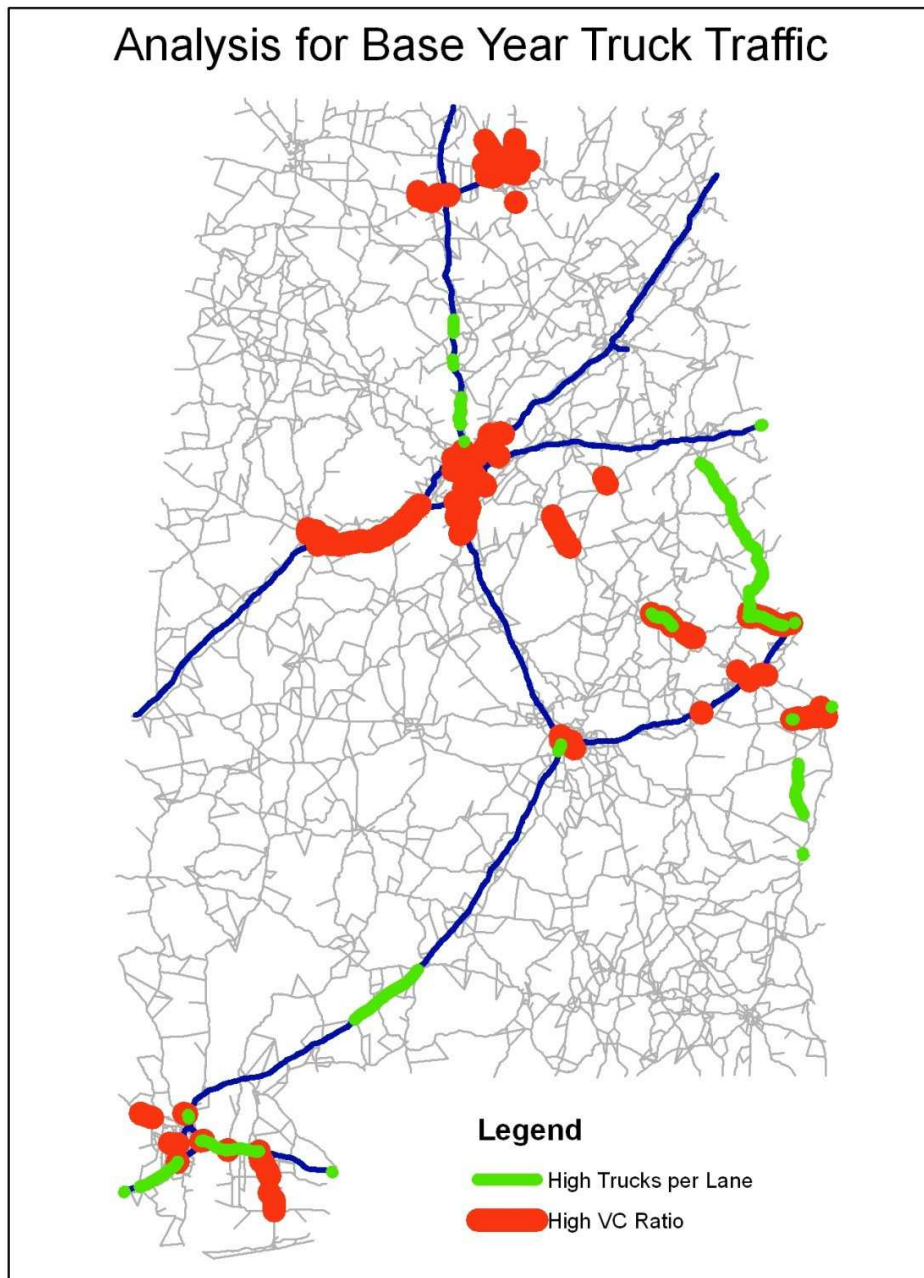 Analysis for Base Year Truck Traffic
Legend
High Trucks per Lane
High VC Ratio